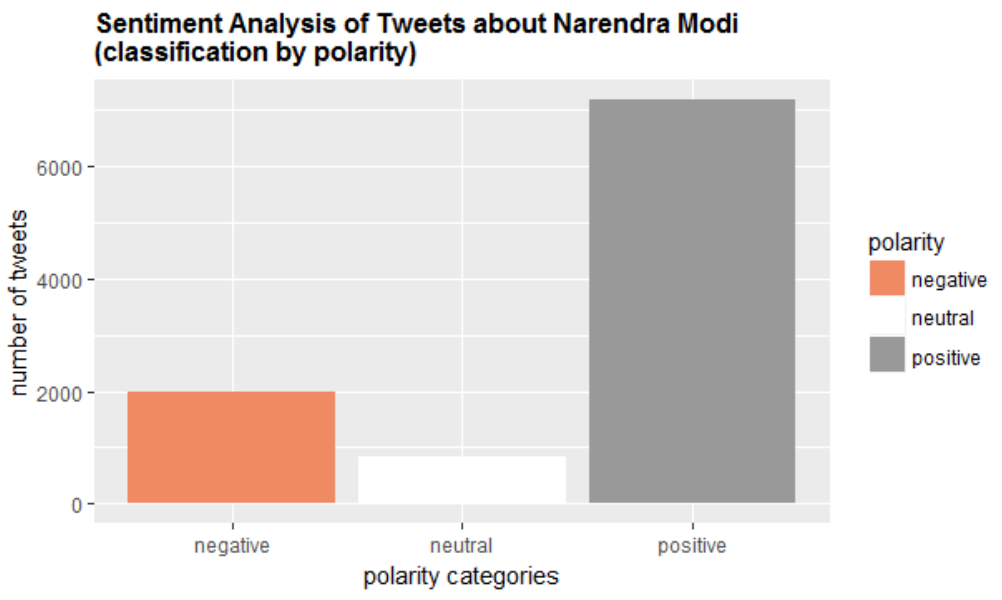 Sentiment Analysis of Tweets about Narendra Modi
(classification by polarity)
number of tweets
6000
4000
2000
0
negative
neutral
positive
polarity categories
polarity
negative
neutral
positive